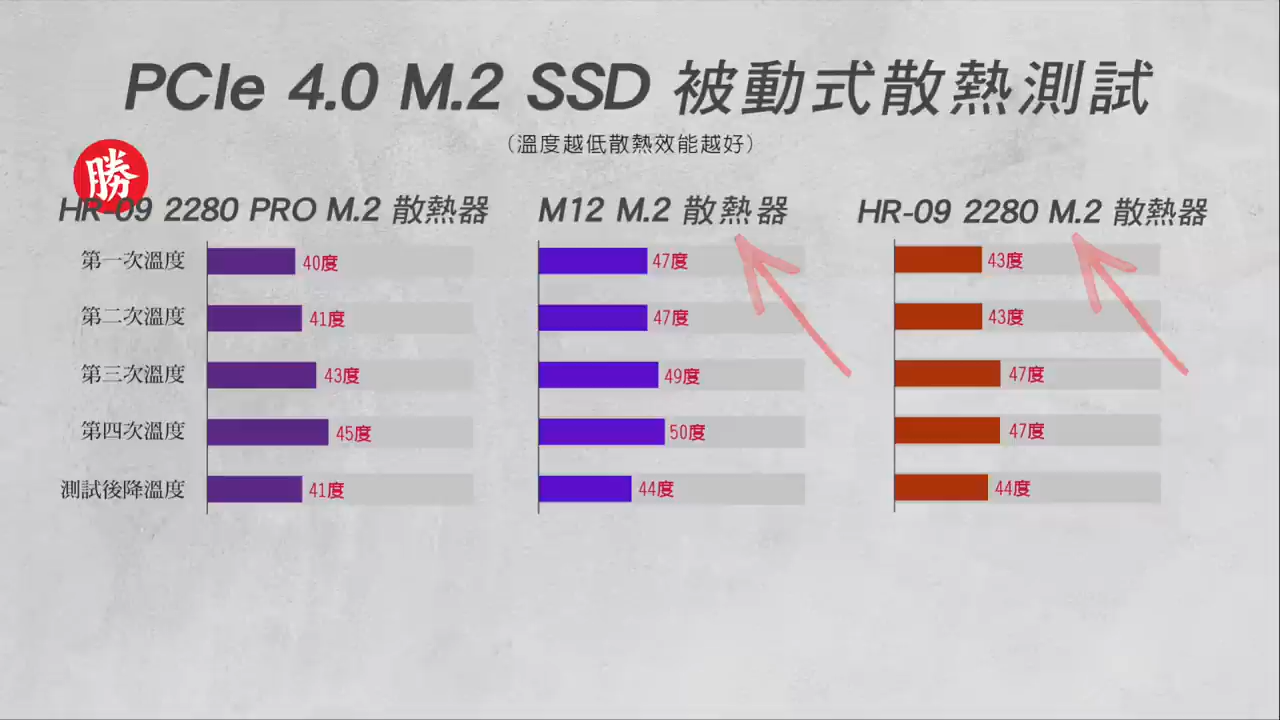 PCIe 4.0 M.2 SSD 被動式散熱測試
(溫度越低散熱效能越好)
勝
HR-09 2280 PRO M.2 散熱器 M12 M.2 散熱器 HR-09 2280 M.2 散熱器
第一次溫度 40度 47度 43度
第二次溫度 41度 47度 43度
第三次溫度 43度 49度 47度
第四次溫度 45度 50度 47度
測試後降溫度 41度 44度 44度